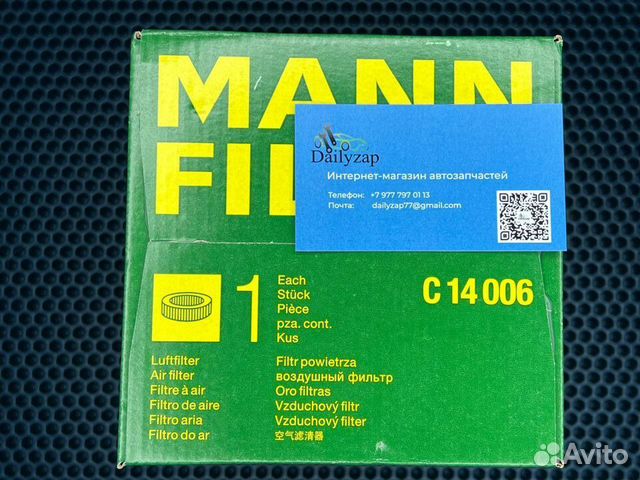 MANN
FIL
Dailyzap
Интернет-магазин автозапчастей
Телефон: +7 977 797 01 13
Почта: dailyzap77@gmail.com
1
Each
Stück
Pièce
pza. cont.
Kus
C 14 006
Luftfilter
Air filter
Filtre à air
Filtro de aire
Filtro aria
Filtro do ar
Filtr powietrza
воздушный фильтр
Oro filtras
Vzduchový filtr
Vzduchový filter
空气滤清器
Avito